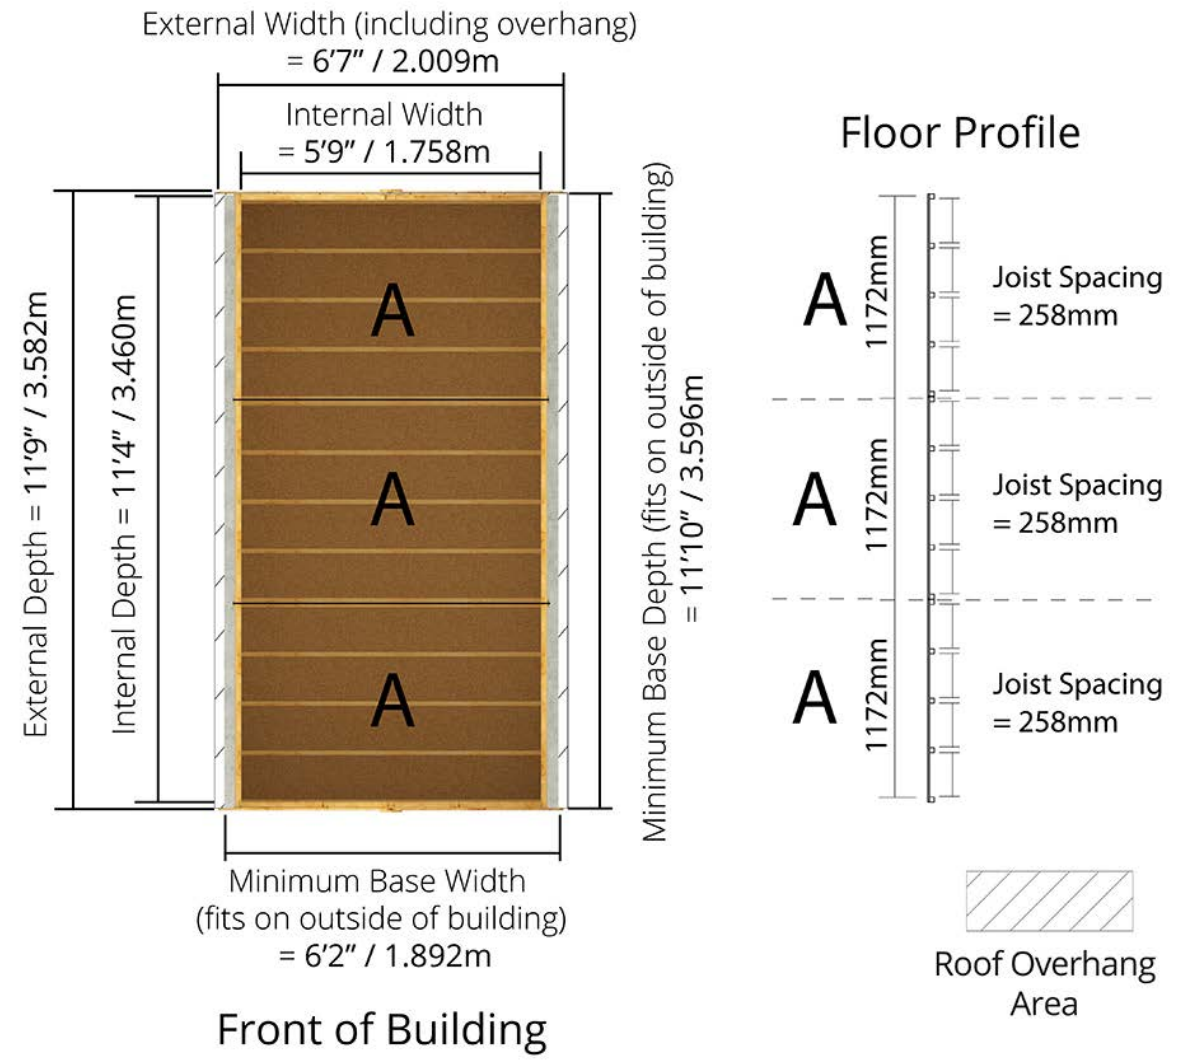 External Width (including overhang)
= 6’7” / 2.009m
Internal Width
= 5’9” / 1.758m
External Depth = 11’9” / 3.582m
Internal Depth = 11’4” / 3.460m
A
A
A
Minimum Base Depth (fits on outside of building)
= 11’10” / 3.596m
Minimum Base Width
(fits on outside of building)
= 6’2” / 1.892m
Front of Building
Floor Profile
A
1172mm
Joist Spacing
= 258mm
A
1172mm
Joist Spacing
= 258mm
A
1172mm
Joist Spacing
= 258mm
Roof Overhang
Area